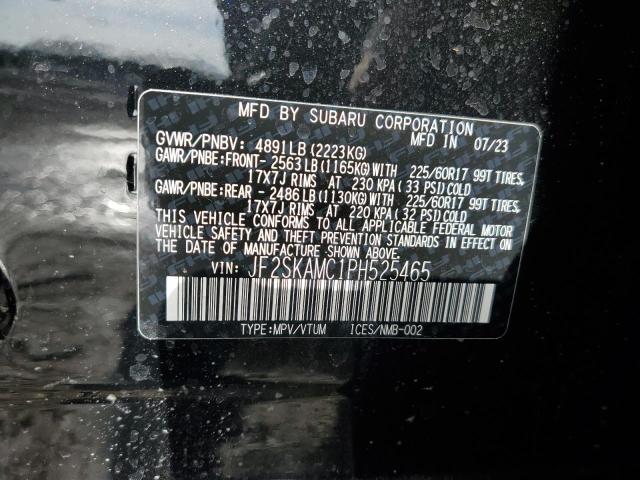 MFD BY SUBARU CORPORATION
GVWR/PNBV: 4891LB (2223KG) MFD IN 07/23
GAWR/PNBE:FRONT- 2563LB (1165KG)WITH 225/60R17 99T TIRES,
17X7J RIMS AT 230 KPA ( 33 PSI)COLD
GAWR/PNBE:REAR - 2486LB (1130KG)WITH 225/60R17 99T TIRES,
17X7J RIMS AT 220 KPA ( 32 PSI)COLD
THIS VEHICLE CONFORMS TO ALL APPLICABLE FEDERAL MOTOR
VEHICLE SAFETY AND THEFT PREVENTION STANDARDS IN EFFECT ON
THE DATE OF MANUFACTURE SHOWN ABOVE.
VIN: JF2SKAMC1PH525465
TYPE:MPV/VTUM ICES/NMB-002